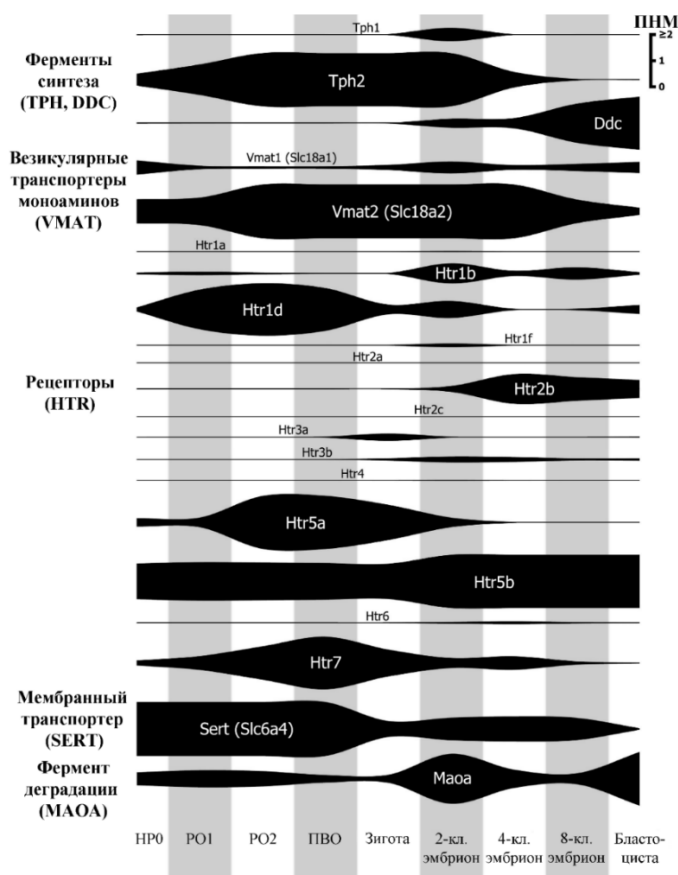 ПНМ
≥2
1
0
Ферменты
синтеза
(TPH, DDC)
Tph1
Tph2
Ddc
Везикулярные
транспортеры
моноаминов
(VMAT)
Vmat1 (Slc18a1)
Vmat2 (Slc18a2)
Рецепторы
(HTR)
Htr1a
Htr1b
Htr1d
Htr1f
Htr2a
Htr2b
Htr2c
Htr3a
Htr3b
Htr4
Htr5a
Htr5b
Htr6
Htr7
Мембранный
транспортер
(SERT)
Sert (Slc6a4)
Фермент
деградации
(MAOA)
Maoa
НР0 РО1 РО2 ПВО Зигота 2-кл. 4-кл. 8-кл. Бласто-
эмбрион эмбрион эмбрион циста